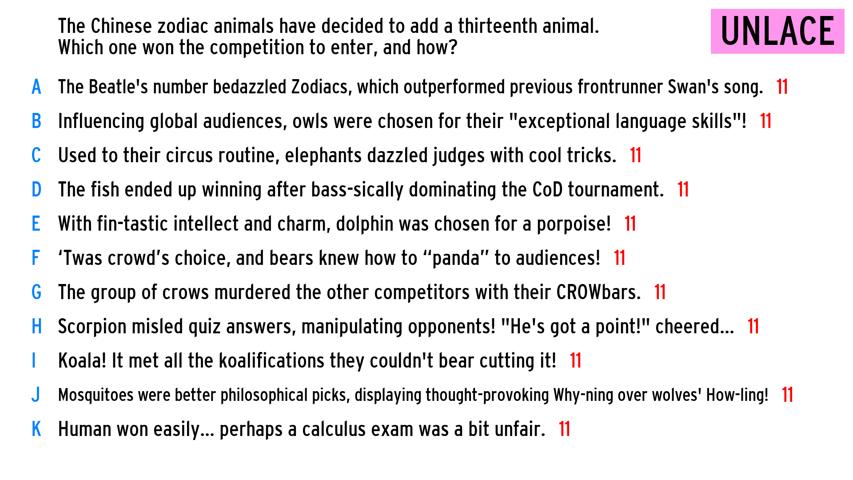 The Chinese zodiac animals have decided to add a thirteenth animal.
Which one won the competition to enter, and how?
UNLACE
A The Beatle's number bedazzled Zodiacs, which outperformed previous frontrunner Swan's song. 11
B Influencing global audiences, owls were chosen for their "exceptional language skills"! 11
C Used to their circus routine, elephants dazzled judges with cool tricks. 11
D The fish ended up winning after bass-sically dominating the CoD tournament. 11
E With fin-tastic intellect and charm, dolphin was chosen for a porpoise! 11
F ‘Twas crowd’s choice, and bears knew how to “panda” to audiences! 11
G The group of crows murdered the other competitors with their CROWbars. 11
H Scorpion misled quiz answers, manipulating opponents! "He's got a point!" cheered... 11
I Koala! It met all the koalifications they couldn't bear cutting it! 11
J Mosquitoes were better philosophical picks, displaying thought-provoking Why-ning over wolves' How-ling! 11
K Human won easily... perhaps a calculus exam was a bit unfair. 11